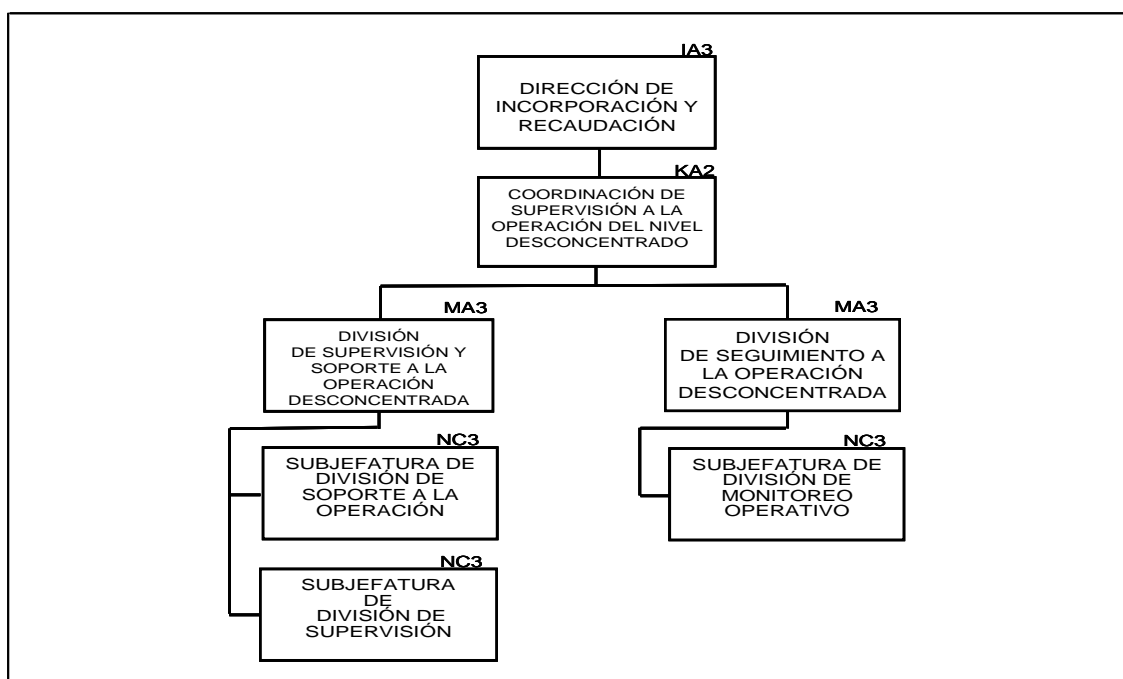 IA3
DIRECCIÓN DE
INCORPORACIÓN Y
RECAUDACIÓN
KA2
COORDINACIÓN DE
SUPERVISIÓN A LA
OPERACIÓN DEL NIVEL
DESCONCENTRADO
MA3
DIVISIÓN
DE SUPERVISIÓN Y
SOPORTE A LA
OPERACIÓN
DESCONCENTRADA
MA3
DIVISIÓN
DE SEGUIMIENTO A
LA OPERACIÓN
DESCONCENTRADA
NC3
SUBJEFATURA DE
DIVISIÓN DE
SOPORTE A LA
OPERACIÓN
NC3
SUBJEFATURA DE
DIVISIÓN DE
MONITOREO
OPERATIVO
NC3
SUBJEFATURA
DE
DIVISIÓN DE
SUPERVISIÓN